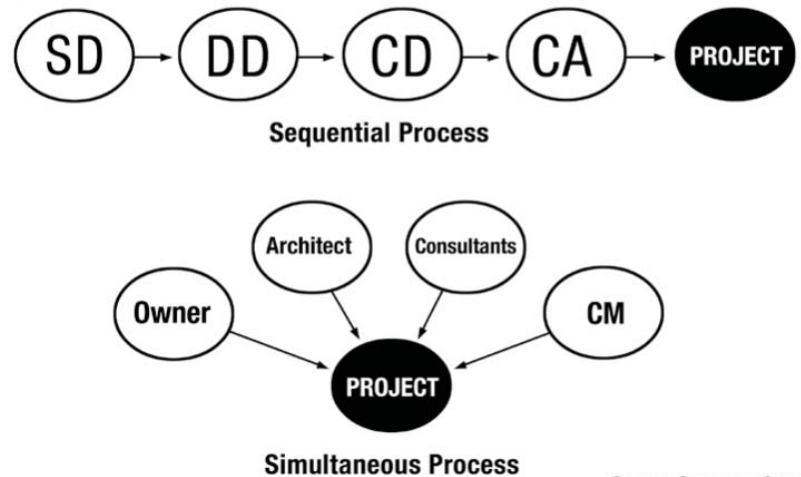 SD DD CD CA PROJECT
Sequential Process
Architect Consultants
Owner CM
PROJECT
Simultaneous Process